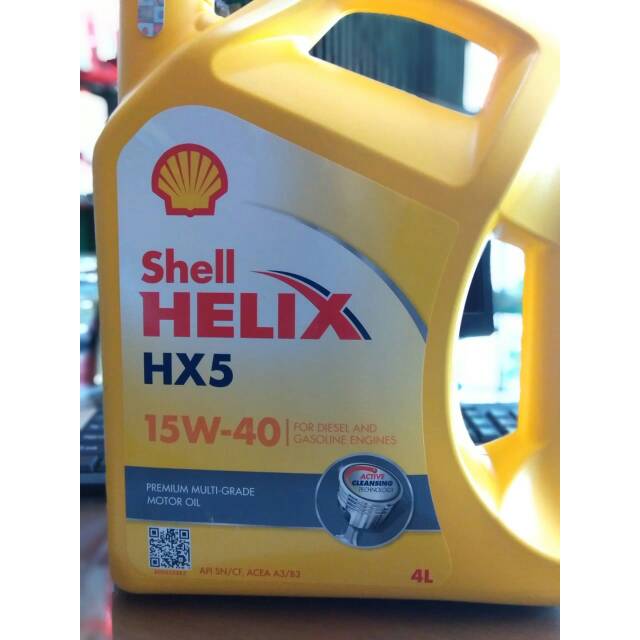 Shell
HELIX
HX5
15W-40
FOR DIESEL AND
GASOLINE ENGINES
ACTIVE
CLEANSING
TECHNOLOGY
PREMIUM MULTI-GRADE
MOTOR OIL
API SN/CF, ACEA A3/B3
4L